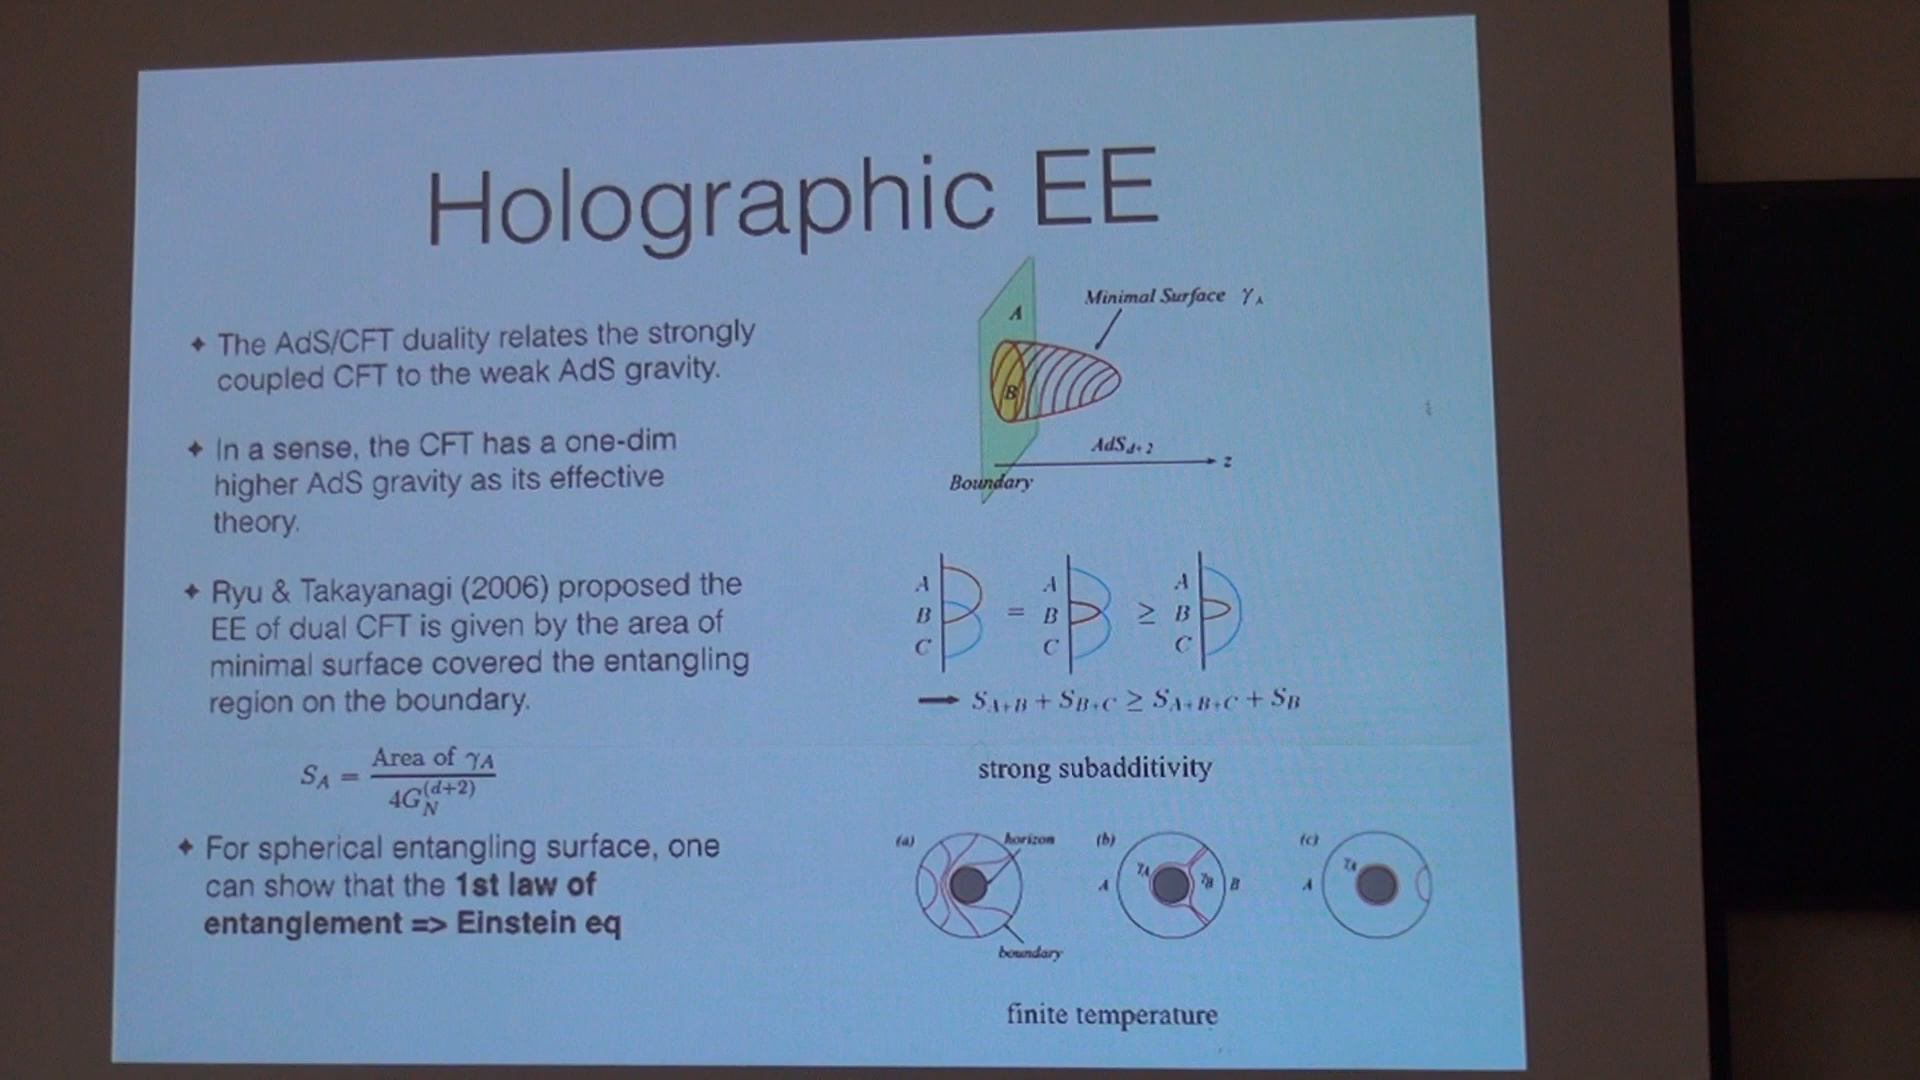 Holographic EE
✦ The AdS/CFT duality relates the strongly
coupled CFT to the weak AdS gravity.
✦ In a sense, the CFT has a one-dim
higher AdS gravity as its effective
theory.
✦ Ryu & Takayanagi (2006) proposed the
EE of dual CFT is given by the area of
minimal surface covered the entangling
region on the boundary.
S_A = Area of γ_A / 4G_N^(d+2)
✦ For spherical entangling surface, one
can show that the 1st law of
entanglement => Einstein eq
Minimal Surface γ_A
A
B
AdS_d+2
z
Boundary
A A A
B = B ≥ B
C C C
→ S_A+B + S_B+C ≥ S_A+B+C + S_B
strong subadditivity
(a) horizon (b) (c)
γ_A γ_B γ_A
A B A
boundary
finite temperature